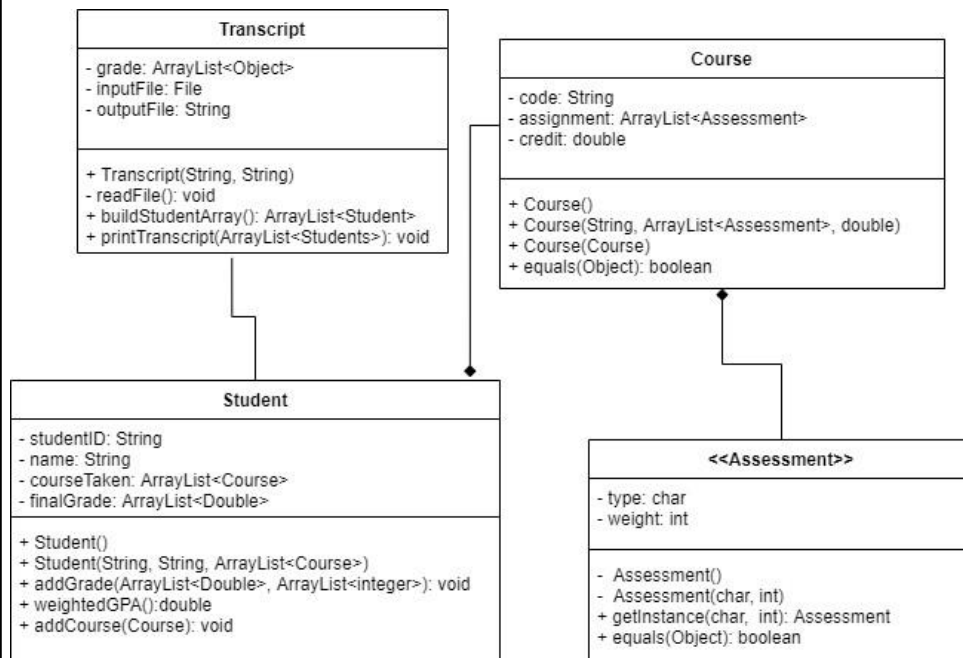 Transcript
- grade: ArrayList<Object>
- inputFile: File
- outputFile: String
+ Transcript(String, String)
- readFile(): void
+ buildStudentArray(): ArrayList<Student>
+ printTranscript(ArrayList<Students>): void
Course
- code: String
- assignment: ArrayList<Assessment>
- credit: double
+ Course()
+ Course(String, ArrayList<Assessment>, double)
+ Course(Course)
+ equals(Object): boolean
Student
- studentID: String
- name: String
- courseTaken: ArrayList<Course>
- finalGrade: ArrayList<Double>
+ Student()
+ Student(String, String, ArrayList<Course>)
+ addGrade(ArrayList<Double>, ArrayList<integer>): void
+ weightedGPA():double
+ addCourse(Course): void
<<Assessment>>
- type: char
- weight: int
- Assessment()
- Assessment(char, int)
+ getInstance(char, int): Assessment
+ equals(Object): boolean